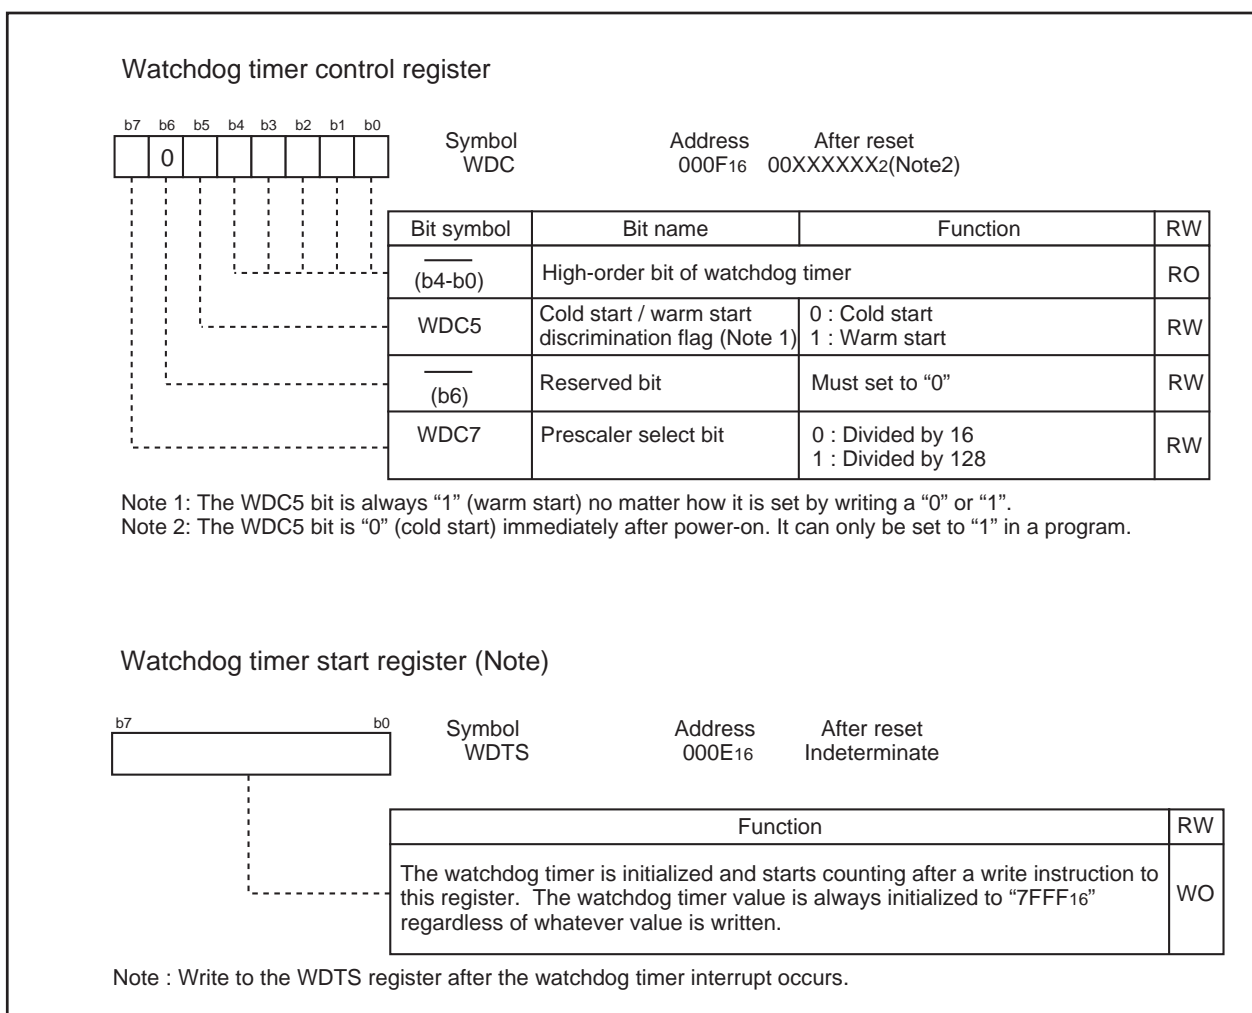 Watchdog timer control register
b7 b6 b5 b4 b3 b2 b1 b0
0
Symbol Address After reset
WDC 000F16 00XXXXXX2(Note2)
Bit symbol Bit name Function RW
(b4-b0) High-order bit of watchdog timer RO
WDC5 Cold start / warm start discrimination flag (Note 1) 0 : Cold start 1 : Warm start RW
(b6) Reserved bit Must set to “0” RW
WDC7 Prescaler select bit 0 : Divided by 16 1 : Divided by 128 RW
Note 1: The WDC5 bit is always “1” (warm start) no matter how it is set by writing a “0” or “1”.
Note 2: The WDC5 bit is “0” (cold start) immediately after power-on. It can only be set to “1” in a program.
Watchdog timer start register (Note)
b7 b0
Symbol Address After reset
WDTS 000E16 Indeterminate
Function RW
The watchdog timer is initialized and starts counting after a write instruction to
this register. The watchdog timer value is always initialized to “7FFF16”
regardless of whatever value is written.
WO
Note : Write to the WDTS register after the watchdog timer interrupt occurs.